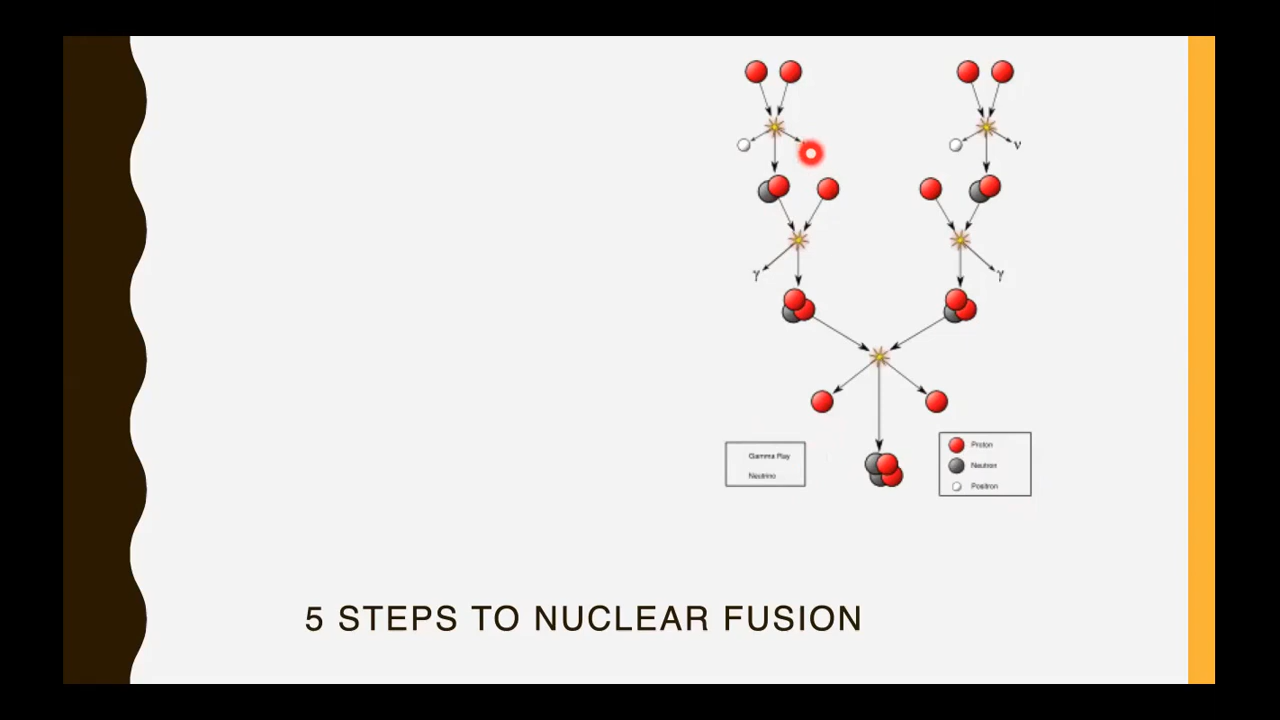 ν
γ
γ
Gamma Ray
Neutrino
Proton
Neutron
Positron
5 STEPS TO NUCLEAR FUSION